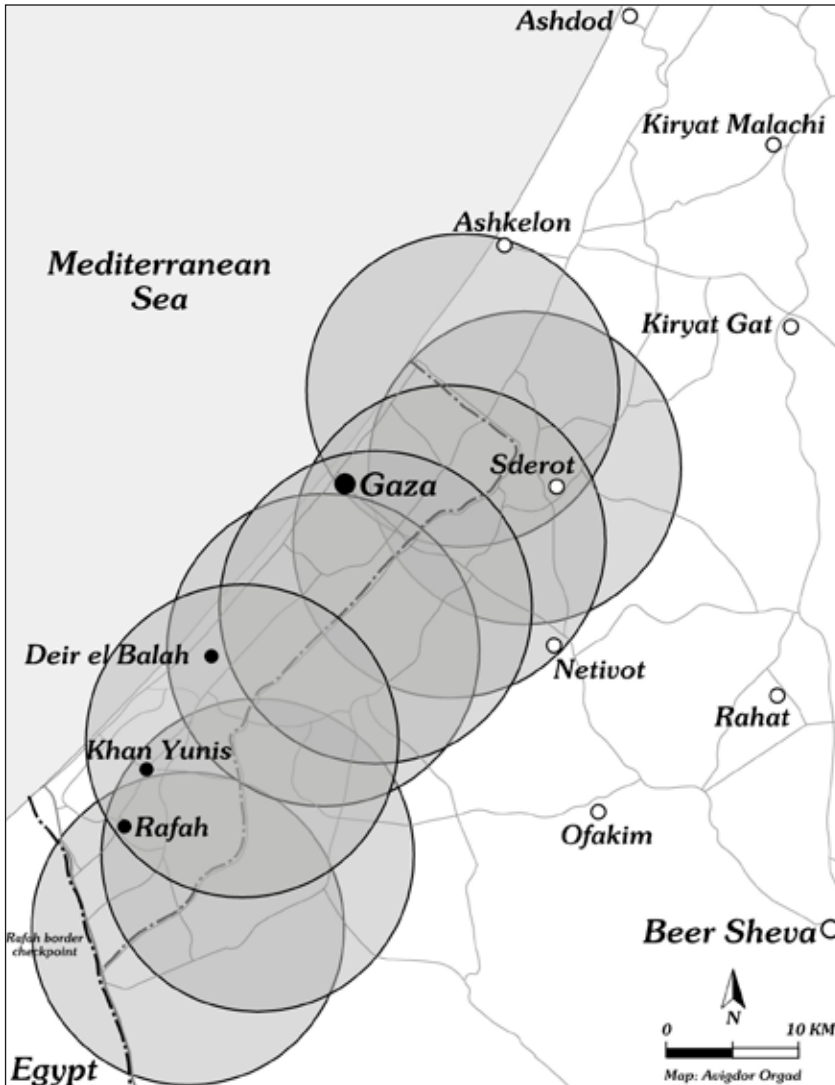 Ashdod
Kiryat Malachi
Ashkelon
Mediterranean
Sea
Kiryat Gat
Sderot
Gaza
Deir el Balah
Netivot
Rahat
Khan Yunis
Rafah
Ofakim
Rafah border
checkpoint
Beer Sheva
N
0 10 KM
Egypt
Map: Avigdor Orgad